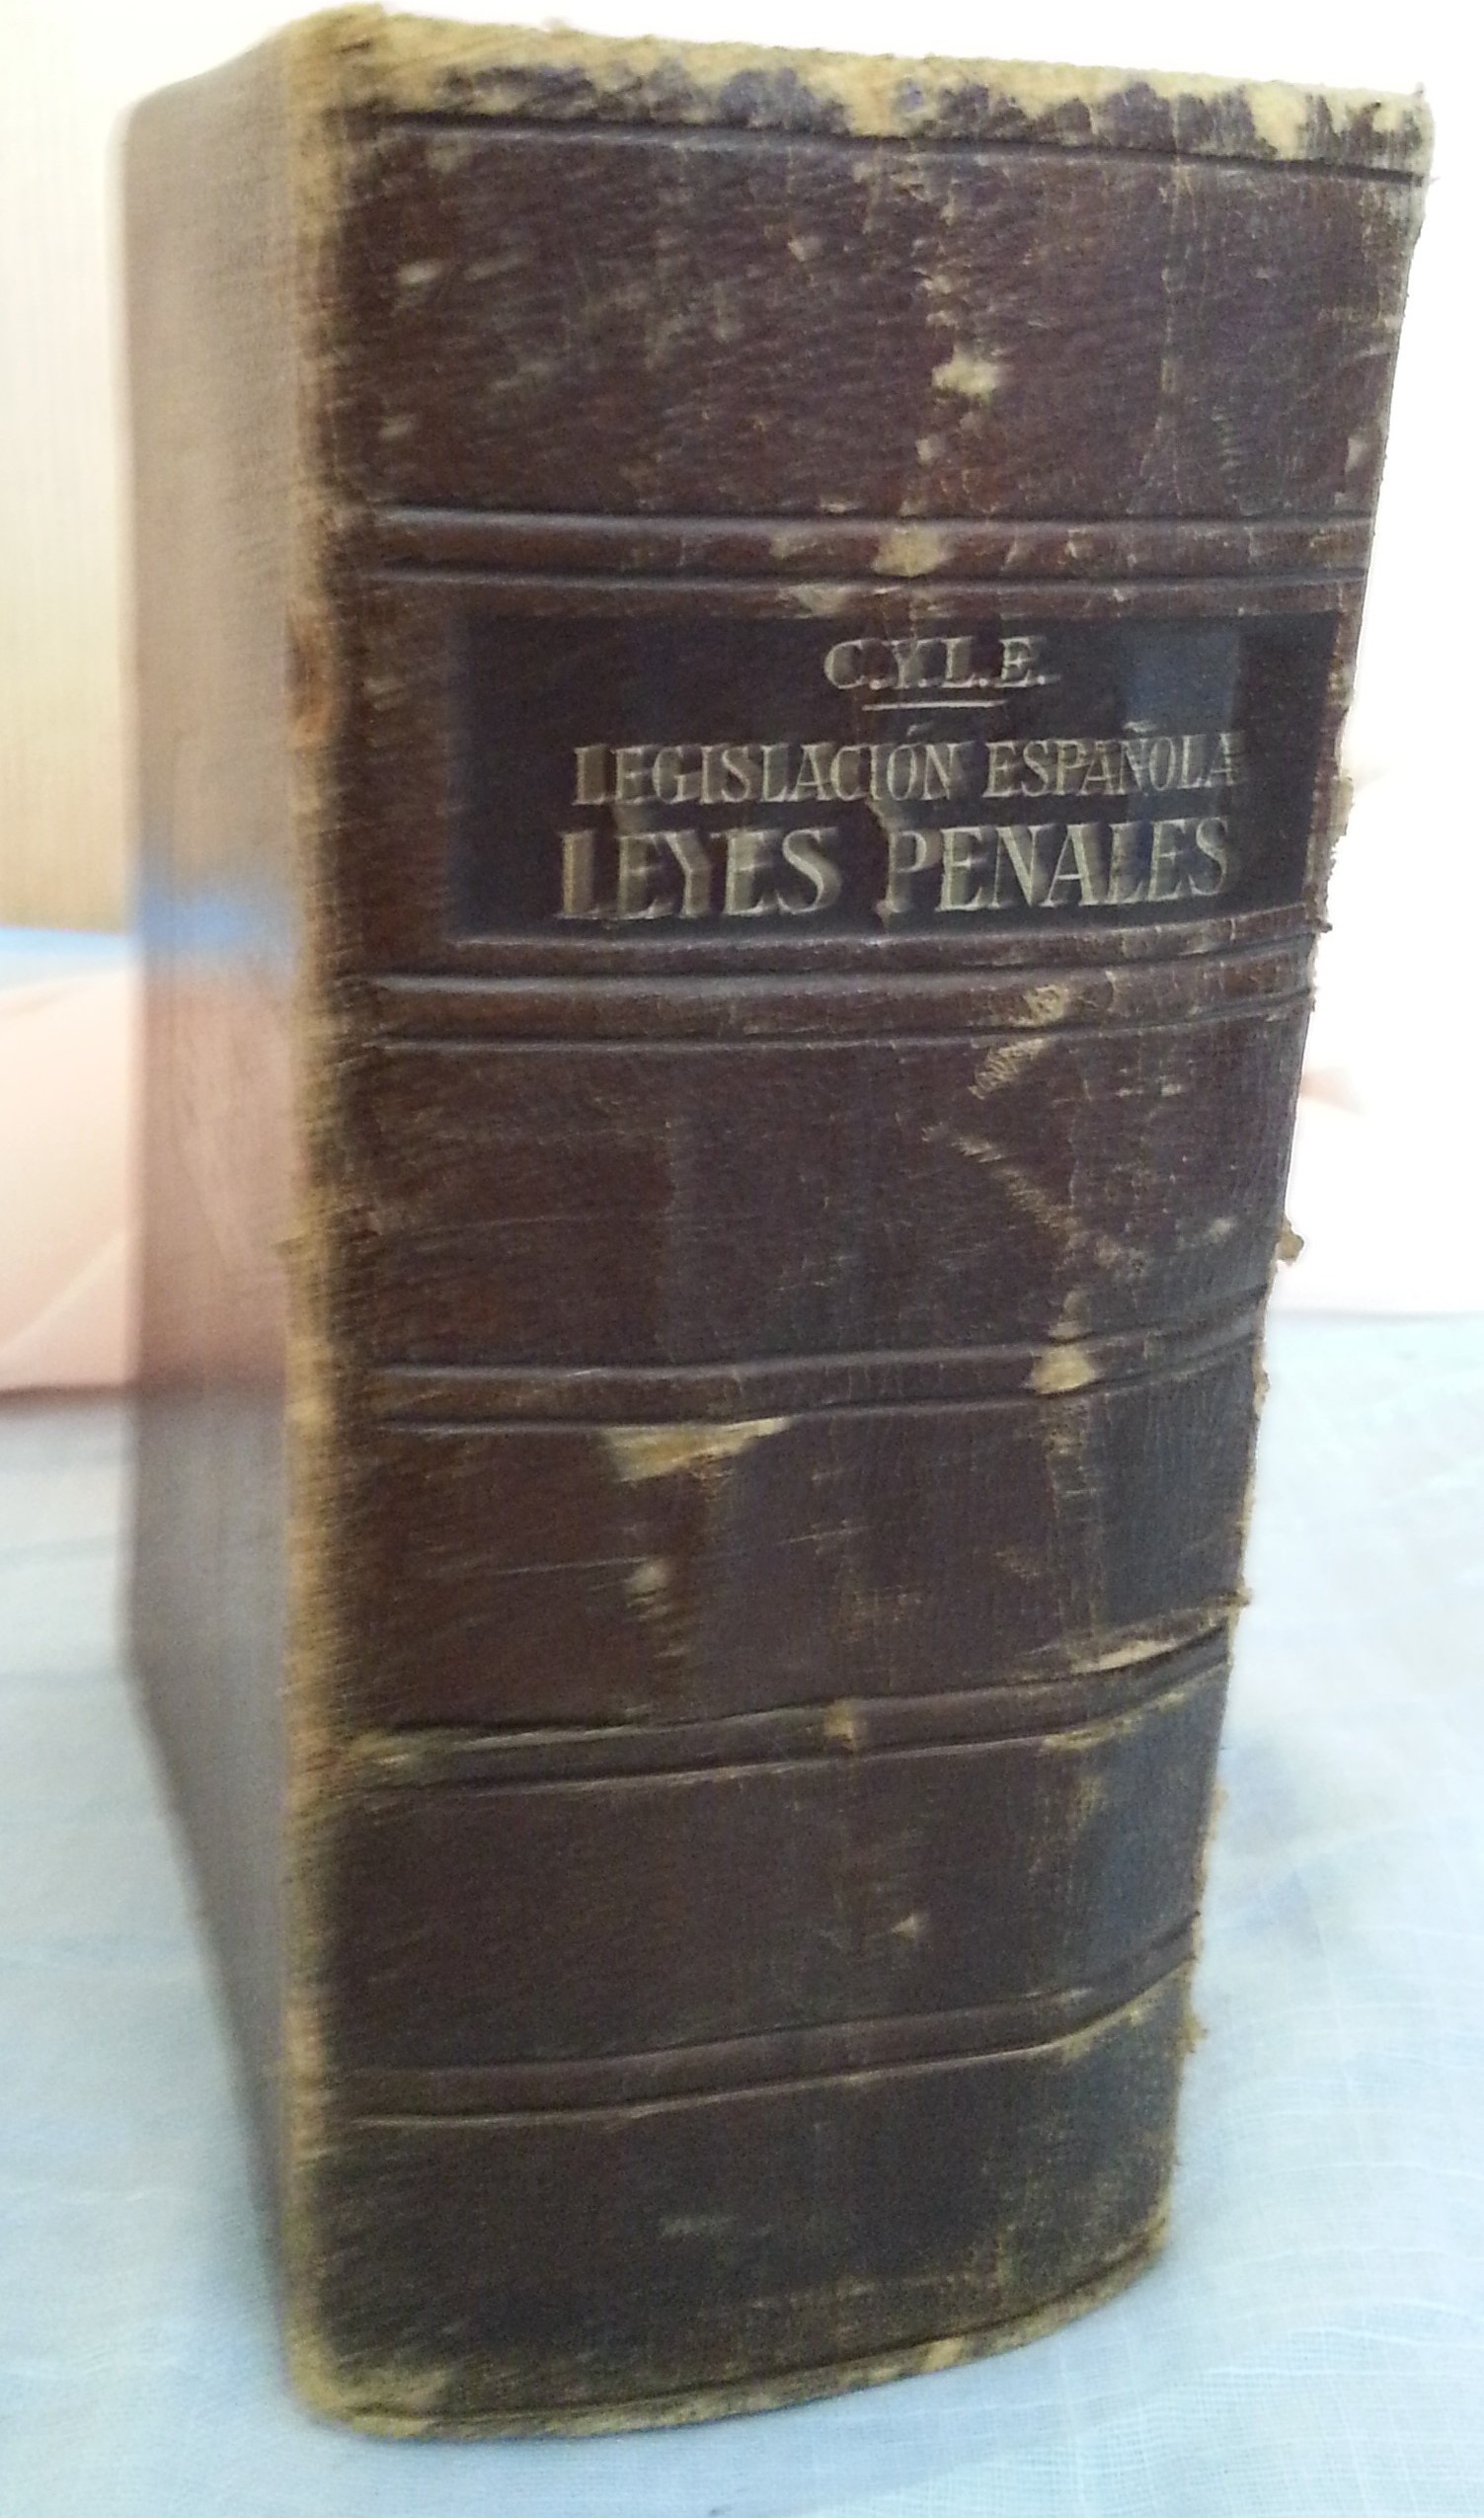 C.Y.L.E.
LEGISLACIÓN ESPAÑOLA
LEYES PENALES